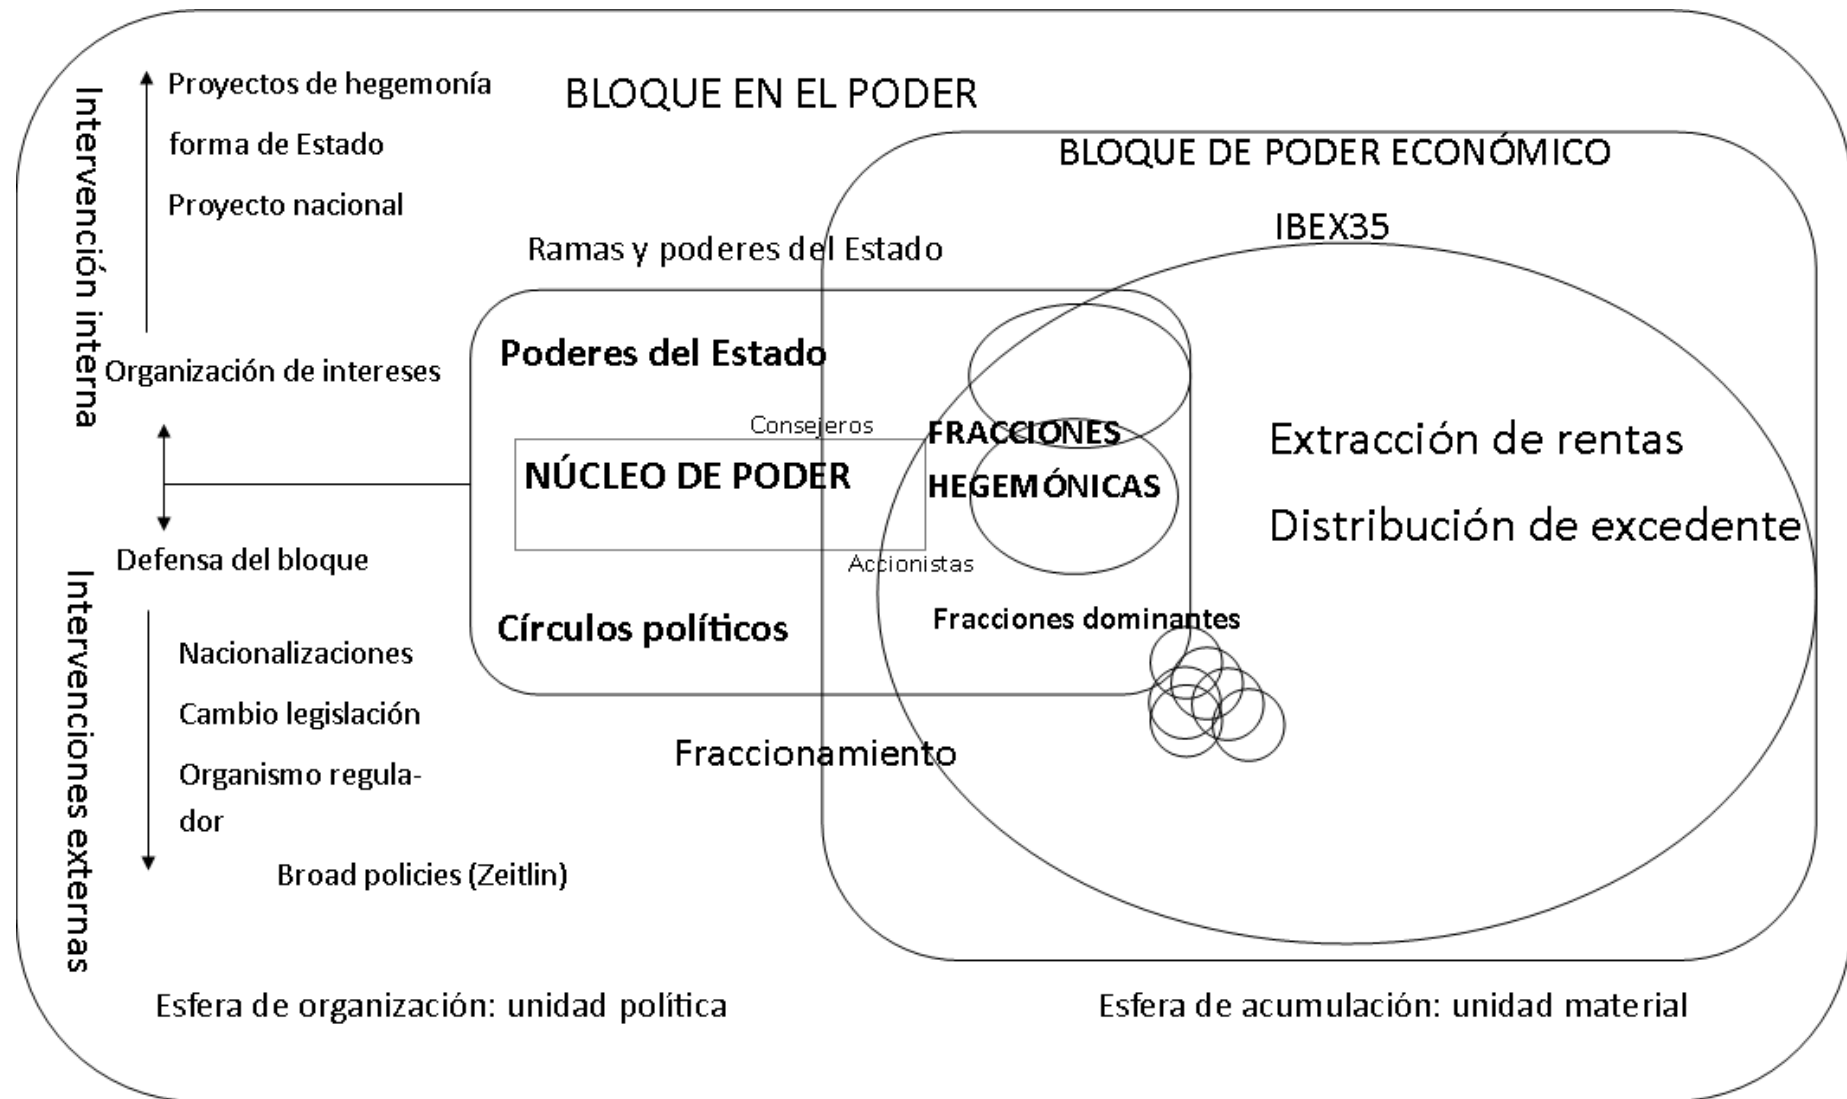 BLOQUE EN EL PODER
Intervención interna
Proyectos de hegemonía
forma de Estado
Proyecto nacional
Organización de intereses
Intervenciones externas
Defensa del bloque
Nacionalizaciones
Cambio legislación
Organismo regula-
dor
Broad policies (Zeitlin)
Ramas y poderes del Estado
Poderes del Estado
Consejeros
NÚCLEO DE PODER
Accionistas
Círculos políticos
Fraccionamiento
BLOQUE DE PODER ECONÓMICO
IBEX35
FRACCIONES
HEGEMÓNICAS
Fracciones dominantes
Extracción de rentas
Distribución de excedente
Esfera de organización: unidad política
Esfera de acumulación: unidad material